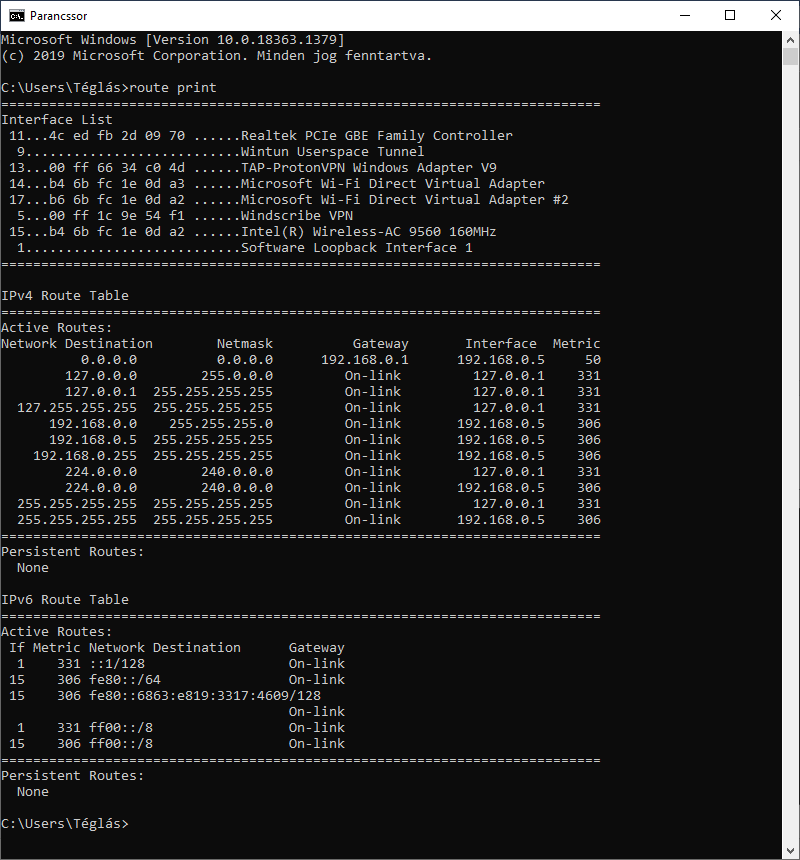 Parancssor
Microsoft Windows [Version 10.0.18363.1379]
(c) 2019 Microsoft Corporation. Minden jog fenntartva.
C:\Users\Téglás>route print
===========================================================================
Interface List
 11...4c ed fb 2d 09 70 ......Realtek PCIe GBE Family Controller
  9...........................Wintun Userspace Tunnel
 13...00 ff 66 34 c0 4d ......TAP-ProtonVPN Windows Adapter V9
 14...b4 6b fc 1e 0d a3 ......Microsoft Wi-Fi Direct Virtual Adapter
 17...b6 6b fc 1e 0d a2 ......Microsoft Wi-Fi Direct Virtual Adapter #2
  5...00 ff 1c 9e 54 f1 ......Windscribe VPN
 15...b4 6b fc 1e 0d a2 ......Intel(R) Wireless-AC 9560 160MHz
  1...........................Software Loopback Interface 1
===========================================================================
IPv4 Route Table
===========================================================================
Active Routes:
Network Destination        Netmask          Gateway       Interface  Metric
          0.0.0.0          0.0.0.0      192.168.0.1      192.168.0.5     50
        127.0.0.0        255.0.0.0         On-link         127.0.0.1    331
        127.0.0.1  255.255.255.255         On-link         127.0.0.1    331
  127.255.255.255  255.255.255.255         On-link         127.0.0.1    331
      192.168.0.0    255.255.255.0         On-link       192.168.0.5    306
      192.168.0.5  255.255.255.255         On-link       192.168.0.5    306
    192.168.0.255  255.255.255.255         On-link       192.168.0.5    306
        224.0.0.0        240.0.0.0         On-link         127.0.0.1    331
        224.0.0.0        240.0.0.0         On-link       192.168.0.5    306
  255.255.255.255  255.255.255.255         On-link         127.0.0.1    331
  255.255.255.255  255.255.255.255         On-link       192.168.0.5    306
===========================================================================
Persistent Routes:
  None
IPv6 Route Table
===========================================================================
Active Routes:
 If Metric Network Destination      Gateway
  1    331 ::1/128                  On-link
 15    306 fe80::/64                On-link
 15    306 fe80::6863:e819:3317:4609/128
                                    On-link
  1    331 ff00::/8                 On-link
 15    306 ff00::/8                 On-link
===========================================================================
Persistent Routes:
  None
C:\Users\Téglás>